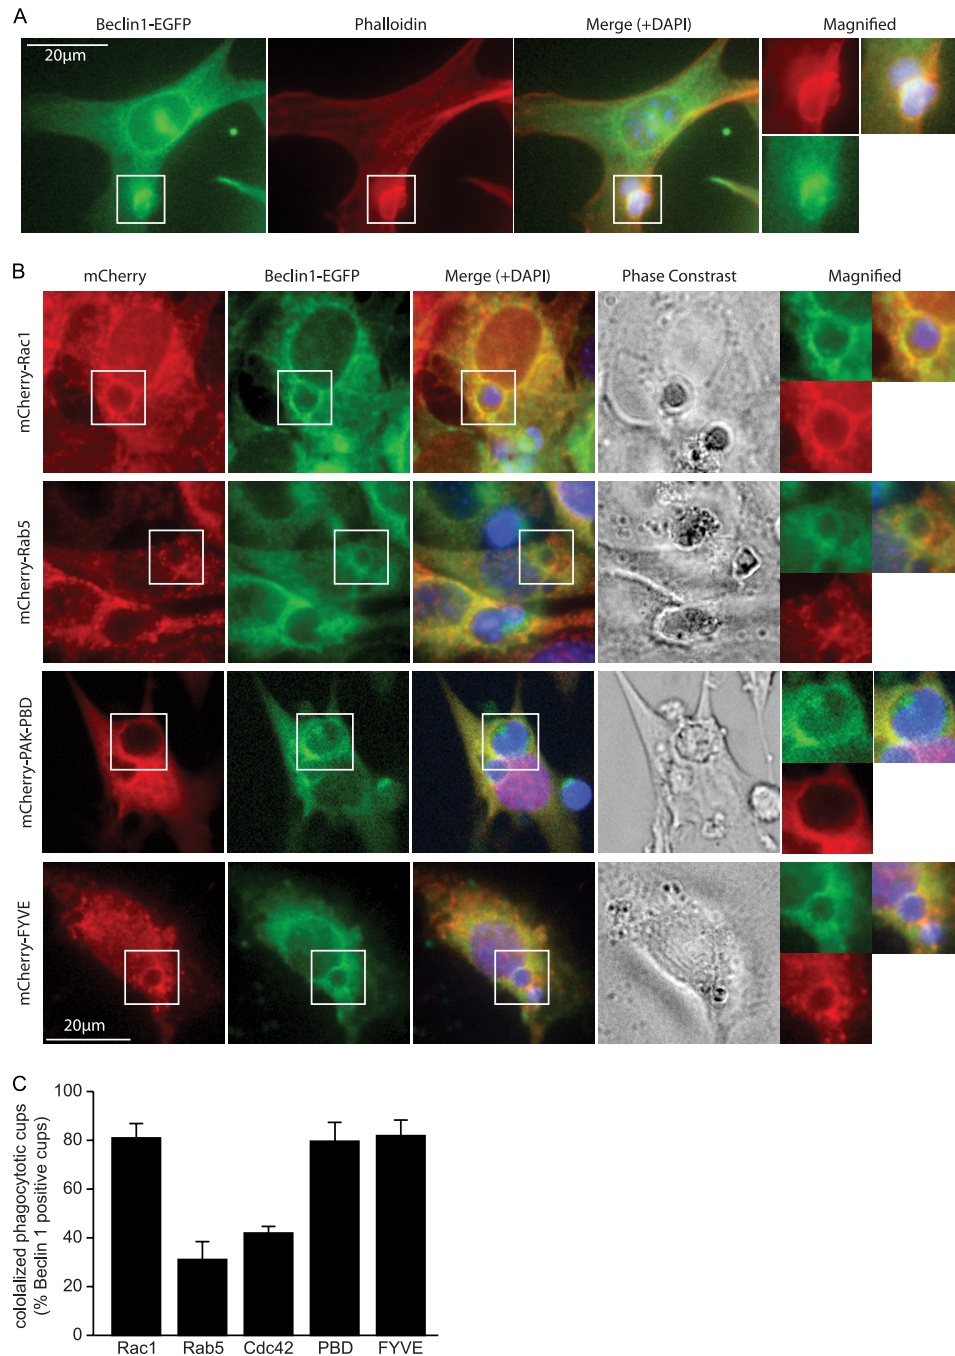 A
Beclin1-EGFP
Phalloidin
Merge (+DAPI)
Magnified
20µm
B
mCherry
Beclin1-EGFP
Merge (+DAPI)
Phase Constrast
Magnified
mCherry-Rac1
mCherry-Rab5
mCherry-PAK-PBD
mCherry-FYVE
20µm
C
cololalized phagocytotic cups
(% Beclin 1 positive cups)
100
80
60
40
20
0
Rac1
Rab5
Cdc42
PBD
FYVE